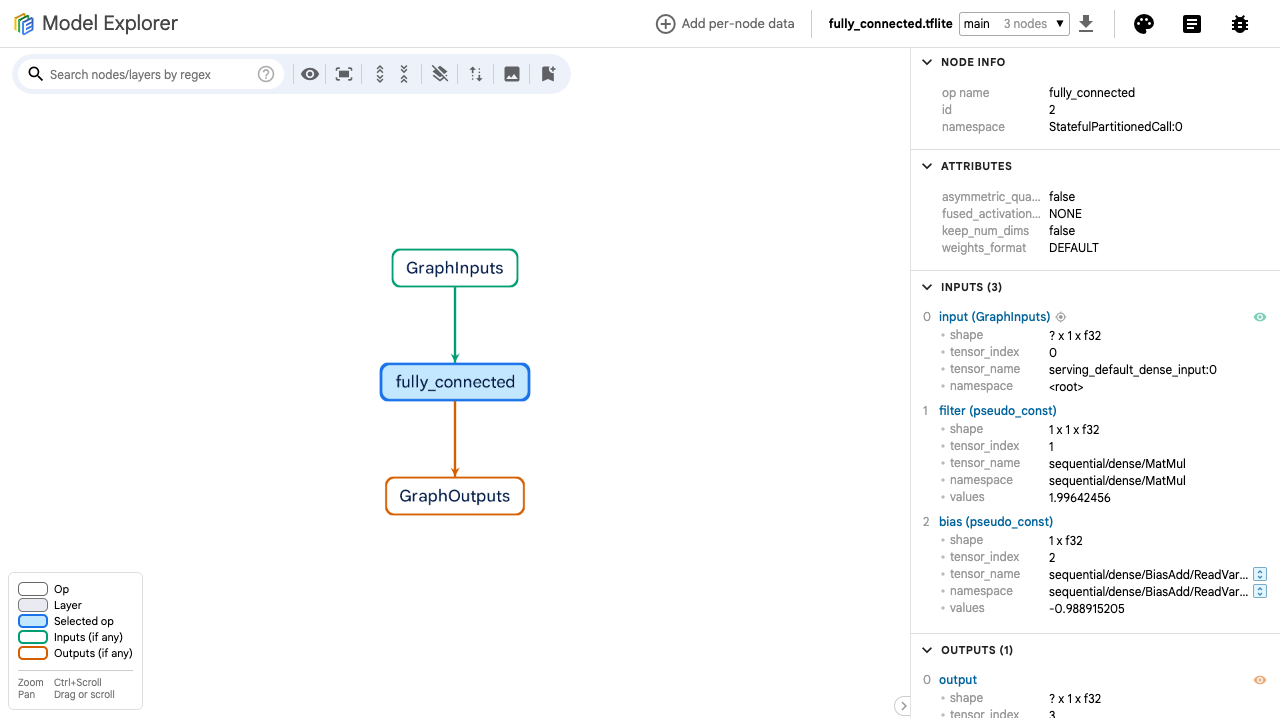 Model Explorer
Add per-node data
fully_connected.tflite
main 3 nodes
Search nodes/layers by regex
GraphInputs
fully_connected
GraphOutputs
Op
Layer
Selected op
Inputs (if any)
Outputs (if any)
Zoom Ctrl+Scroll
Pan Drag or scroll
NODE INFO
op name fully_connected
id 2
namespace StatefulPartitionedCall:0
ATTRIBUTES
asymmetric_qua... false
fused_activation... NONE
keep_num_dims false
weights_format DEFAULT
INPUTS (3)
0 input (GraphInputs)
• shape ? x 1 x f32
• tensor_index 0
• tensor_name serving_default_dense_input:0
• namespace <root>
1 filter (pseudo_const)
• shape 1 x 1 x f32
• tensor_index 1
• tensor_name sequential/dense/MatMul
• namespace sequential/dense/MatMul
• values 1.99642456
2 bias (pseudo_const)
• shape 1 x f32
• tensor_index 2
• tensor_name sequential/dense/BiasAdd/ReadVar...
• namespace sequential/dense/BiasAdd/ReadVar...
• values -0.988915205
OUTPUTS (1)
0 output
• shape ? x 1 x f32
• tensor_index 3